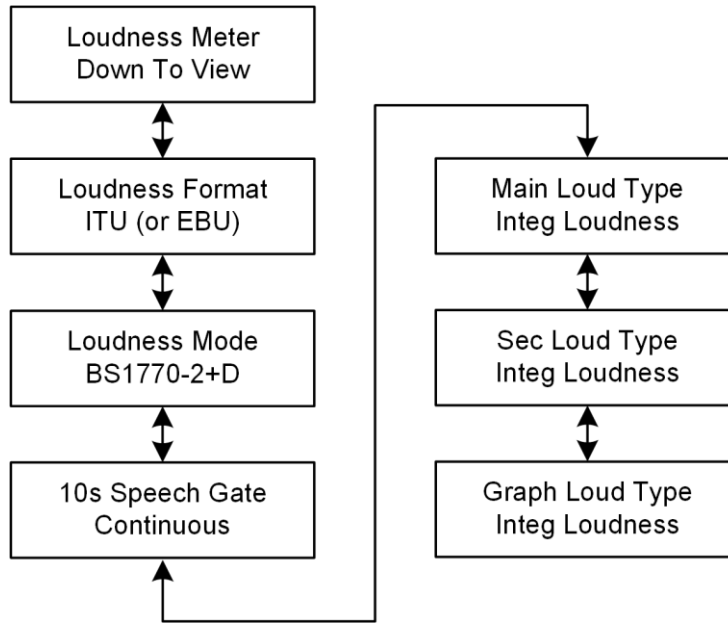 Loudness Meter
Down To View
Loudness Format
ITU (or EBU)
Loudness Mode
BS1770-2+D
10s Speech Gate
Continuous
Main Loud Type
Integ Loudness
Sec Loud Type
Integ Loudness
Graph Loud Type
Integ Loudness